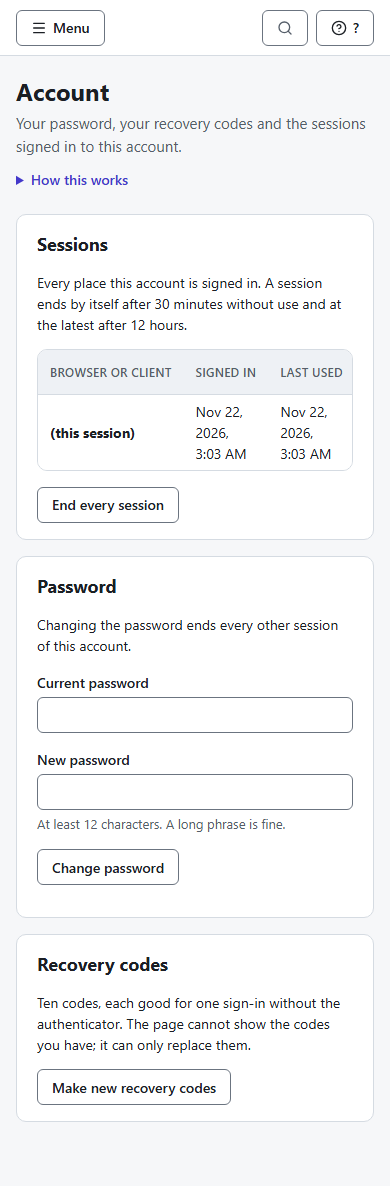 Menu
?
Account
Your password, your recovery codes and the sessions
signed in to this account.
How this works
Sessions
Every place this account is signed in. A session
ends by itself after 30 minutes without use and at
the latest after 12 hours.
BROWSER OR CLIENT SIGNED IN LAST USED
(this session)
Nov 22,
2026,
3:03 AM
Nov 22,
2026,
3:03 AM
End every session
Password
Changing the password ends every other session
of this account.
Current password
New password
At least 12 characters. A long phrase is fine.
Change password
Recovery codes
Ten codes, each good for one sign-in without the
authenticator. The page cannot show the codes
you have; it can only replace them.
Make new recovery codes